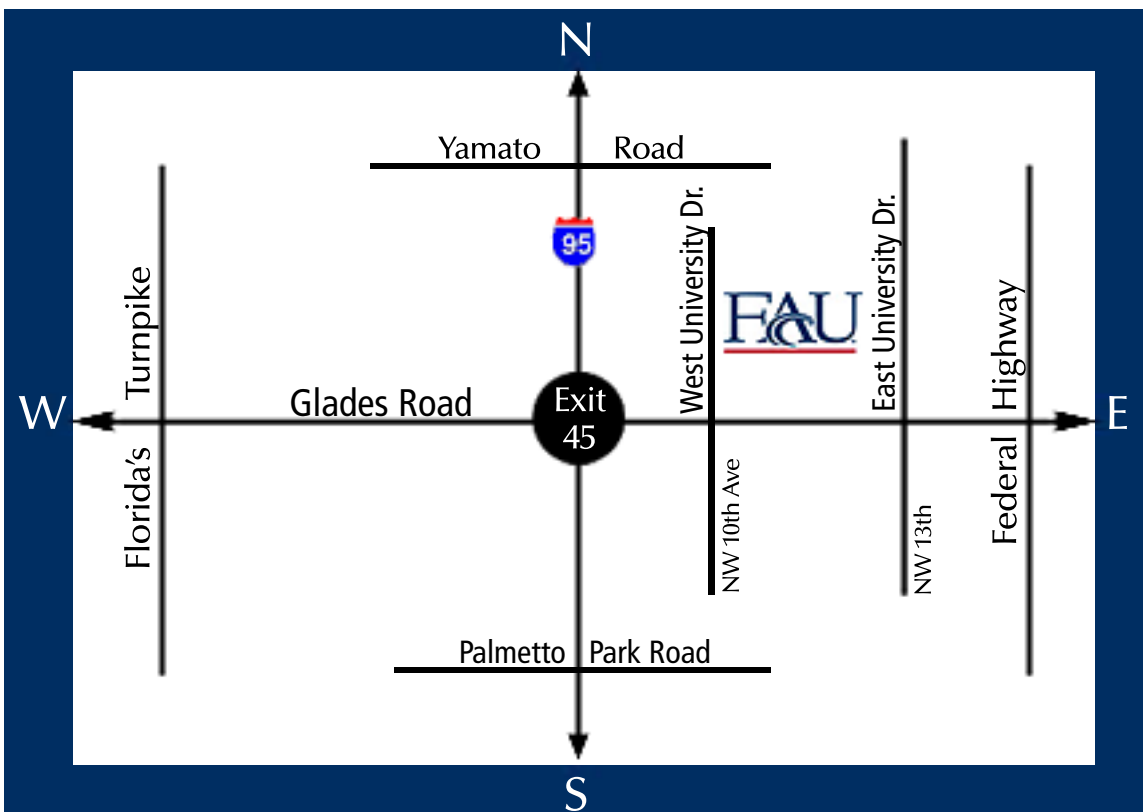 N
Yamato Road
95
West University Dr.
East University Dr.
FAU
Florida's Turnpike
Federal Highway
W
Glades Road
Exit
45
E
NW 10th Ave
NW 13th
Palmetto Park Road
S